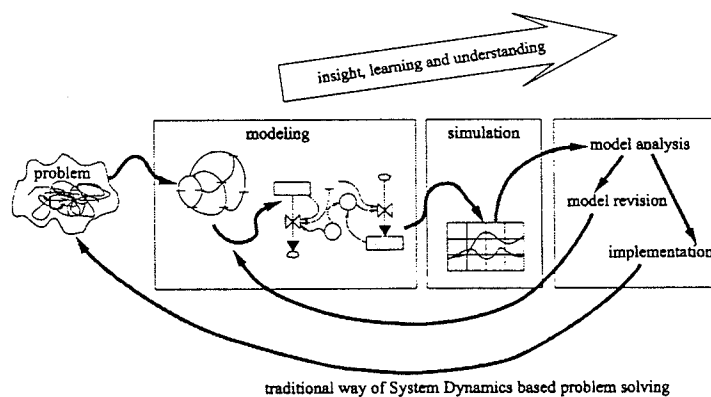 insight, learning and understanding
modeling
simulation
problem
model analysis
model revision
implementation
traditional way of System Dynamics based problem solving